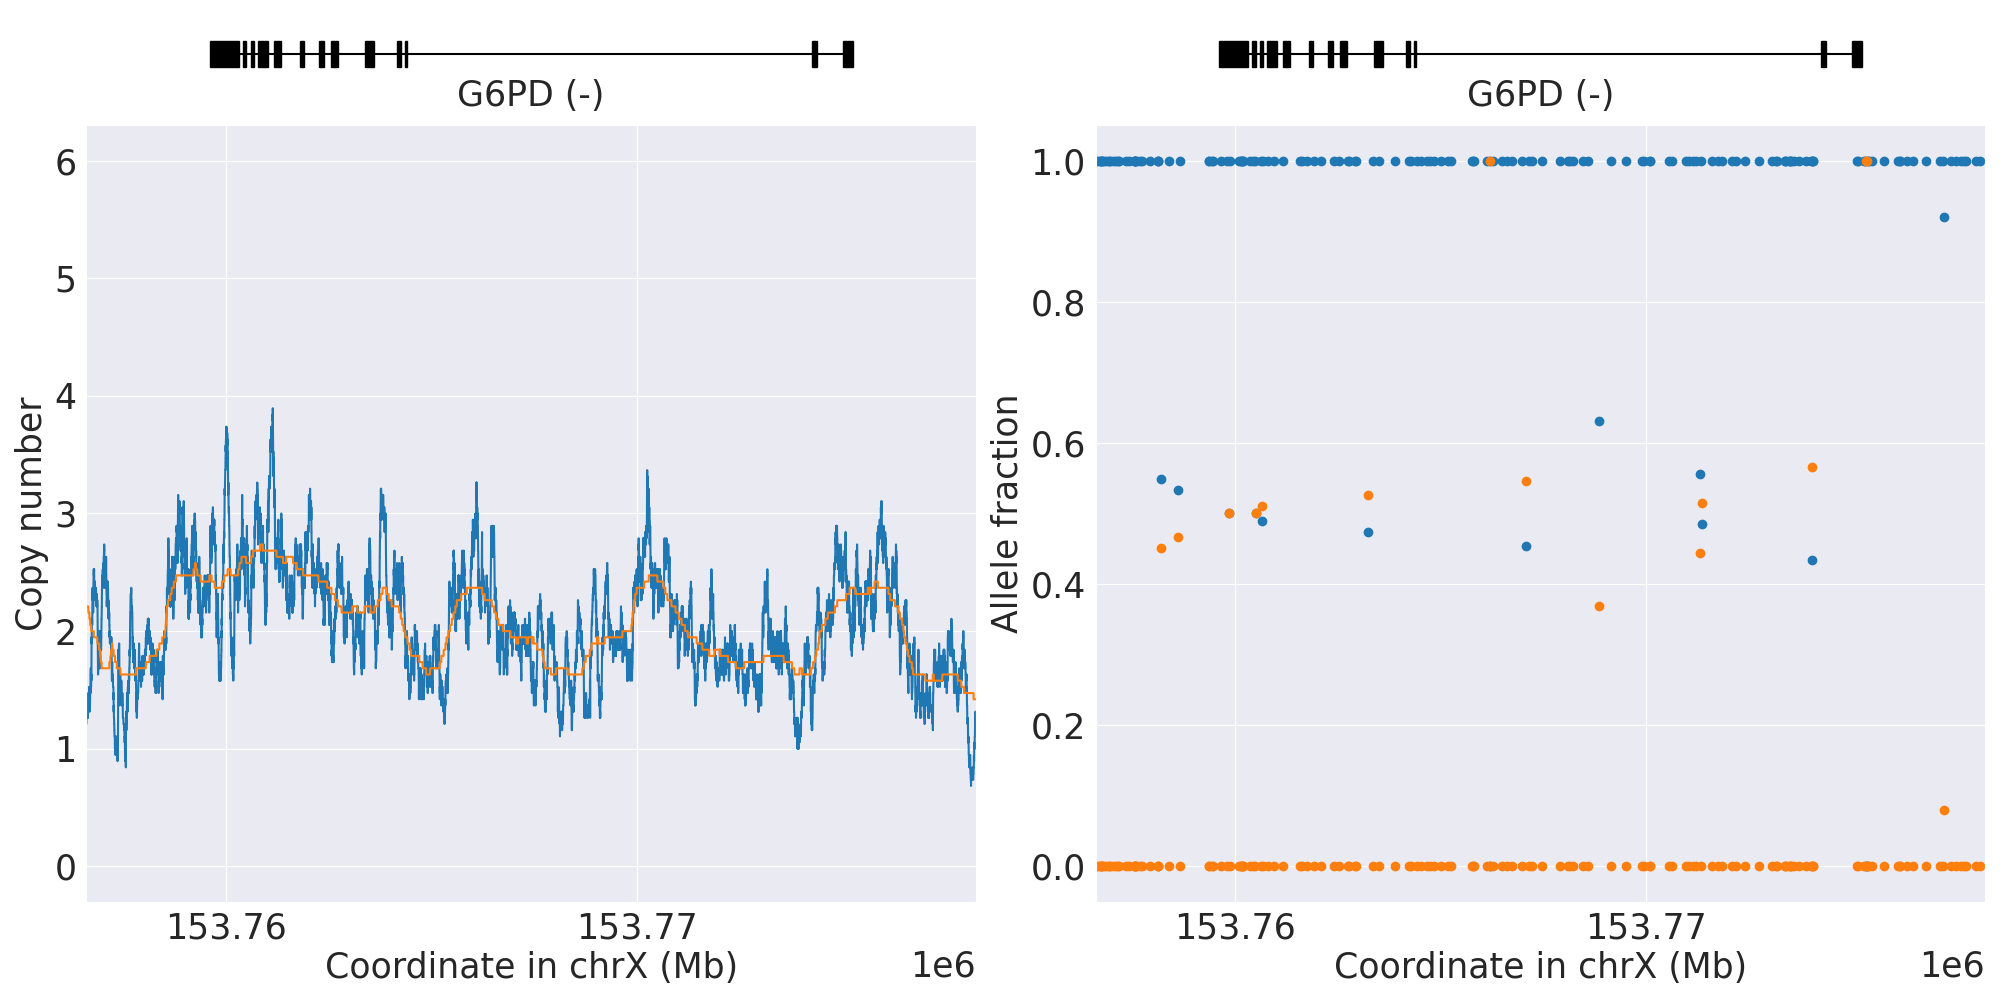 G6PD (-)
6
5
4
3
2
1
0
Copy number
153.76
153.77
Coordinate in chrX (Mb)
1e6
G6PD (-)
1.0
0.8
0.6
0.4
0.2
0.0
Allele fraction
153.76
153.77
Coordinate in chrX (Mb)
1e6